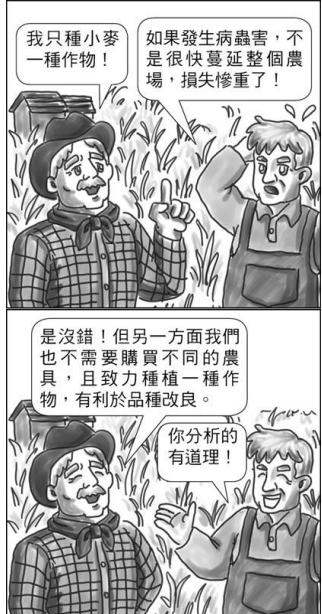 我只種小麥
一種作物！
如果發生病蟲害，不
是很快蔓延整個農
場，損失慘重了！
是沒錯！但另一方面我們
也不需要購買不同的農
具，且致力種植一種作
物，有利於品種改良。
你分析的
有道理！